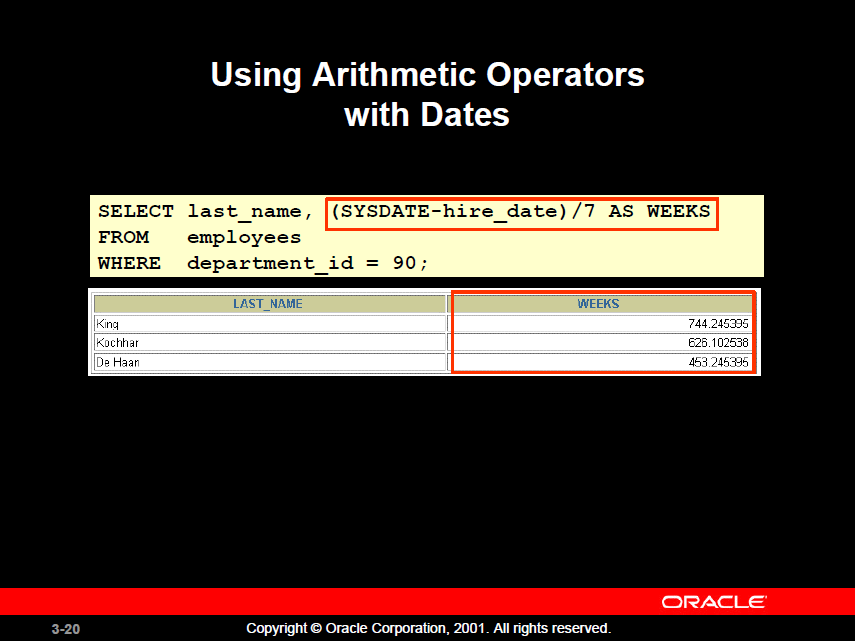 Using Arithmetic Operators
with Dates
SELECT last_name, (SYSDATE-hire_date)/7 AS WEEKS
FROM employees
WHERE department_id = 90;
LAST_NAME WEEKS
King 744.245395
Kochhar 626.102538
De Haan 453.245395
ORACLE
3-20 Copyright © Oracle Corporation, 2001. All rights reserved.